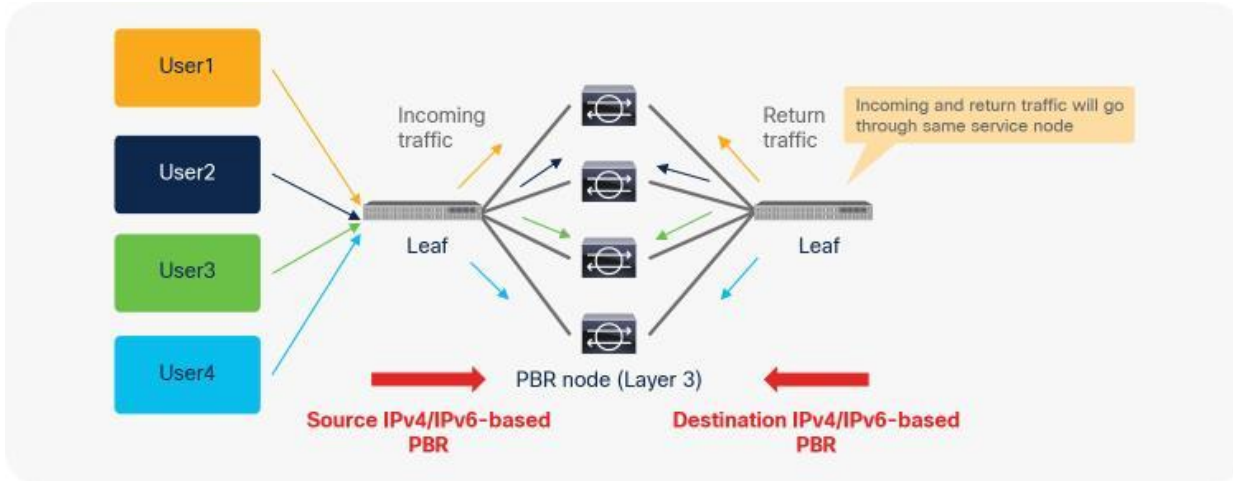 User1
User2
User3
User4
Incoming
traffic
Return
traffic
Incoming and return traffic will go
through same service node
Leaf
Leaf
PBR node (Layer 3)
Source IPv4/IPv6-based
PBR
Destination IPv4/IPv6-based
PBR